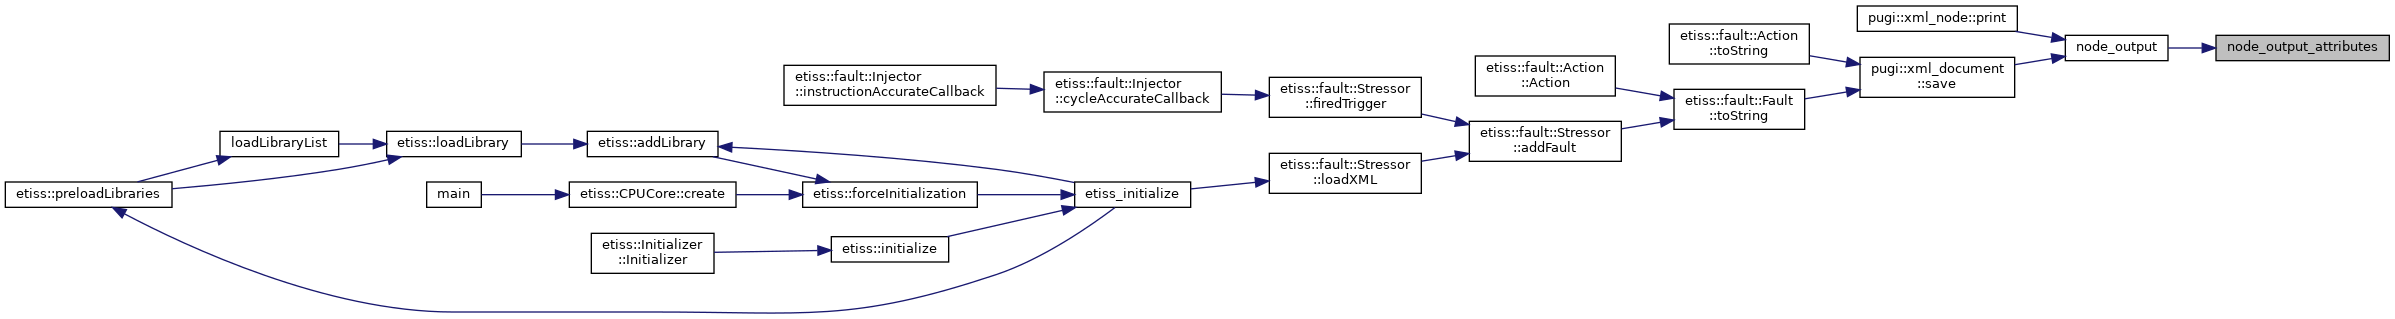 pugi::xml_node::print
etiss::fault::Action
::toString
node_output
node_output_attributes
pugi::xml_document
::save
etiss::fault::Action
::Action
etiss::fault::Injector
::instructionAccurateCallback
etiss::fault::Injector
::cycleAccurateCallback
etiss::fault::Stressor
::firedTrigger
etiss::fault::Fault
::toString
etiss::fault::Stressor
::addFault
loadLibraryList
etiss::loadLibrary
etiss::addLibrary
etiss::fault::Stressor
::loadXML
etiss::preloadLibraries
main
etiss::CPUCore::create
etiss::forceInitialization
etiss_initialize
etiss::Initializer
::Initializer
etiss::initialize